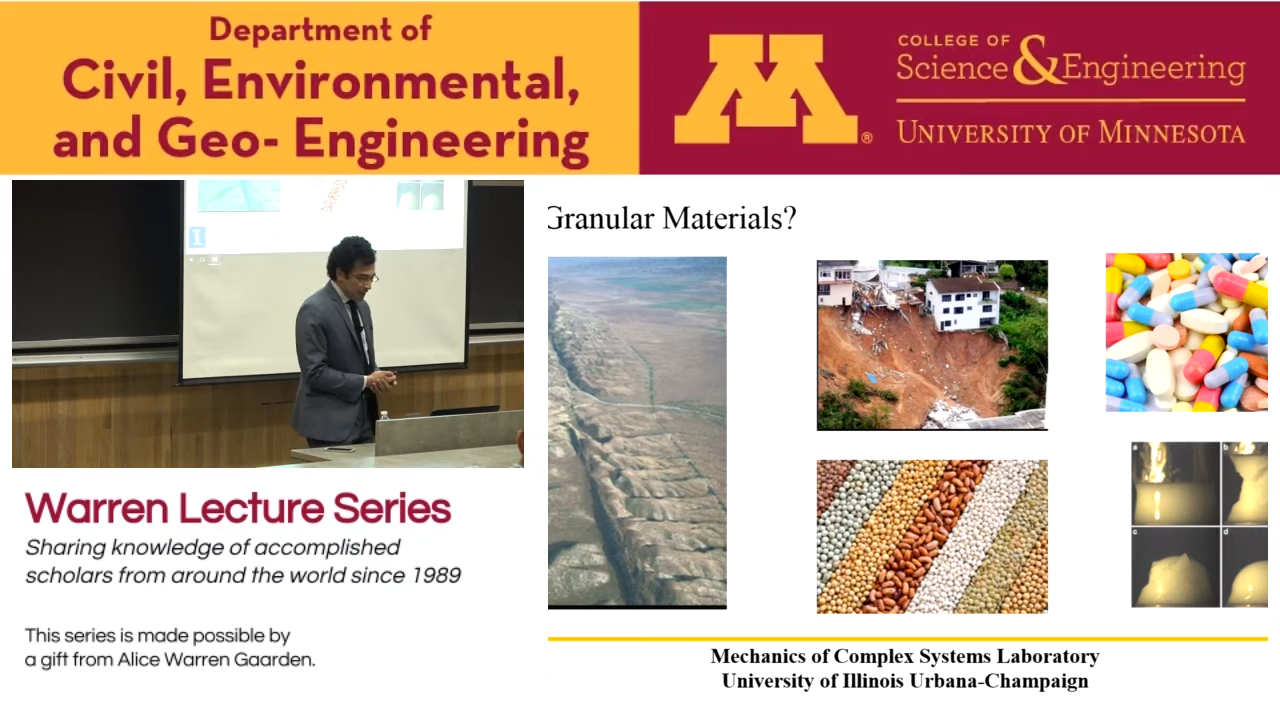 Department of
Civil, Environmental,
and Geo- Engineering
M®
COLLEGE OF
Science & Engineering
UNIVERSITY OF MINNESOTA
I
Granular Materials?
a
b
c
d
Warren Lecture Series
Sharing knowledge of accomplished
scholars from around the world since 1989
This series is made possible by
a gift from Alice Warren Gaarden.
Mechanics of Complex Systems Laboratory
University of Illinois Urbana-Champaign